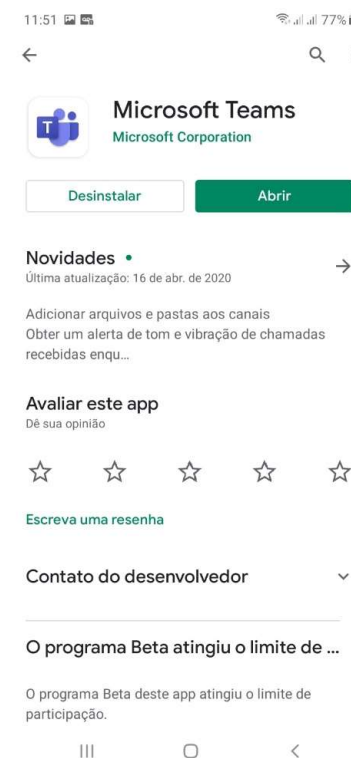 11:51 77%
Microsoft Teams
Microsoft Corporation
Desinstalar Abrir
Novidades
Última atualização: 16 de abr. de 2020
Adicionar arquivos e pastas aos canais
Obter um alerta de tom e vibração de chamadas
recebidas enqu...
Avaliar este app
Dê sua opinião
Escreva uma resenha
Contato do desenvolvedor
O programa Beta atingiu o limite de ...
O programa Beta deste app atingiu o limite de
participação.